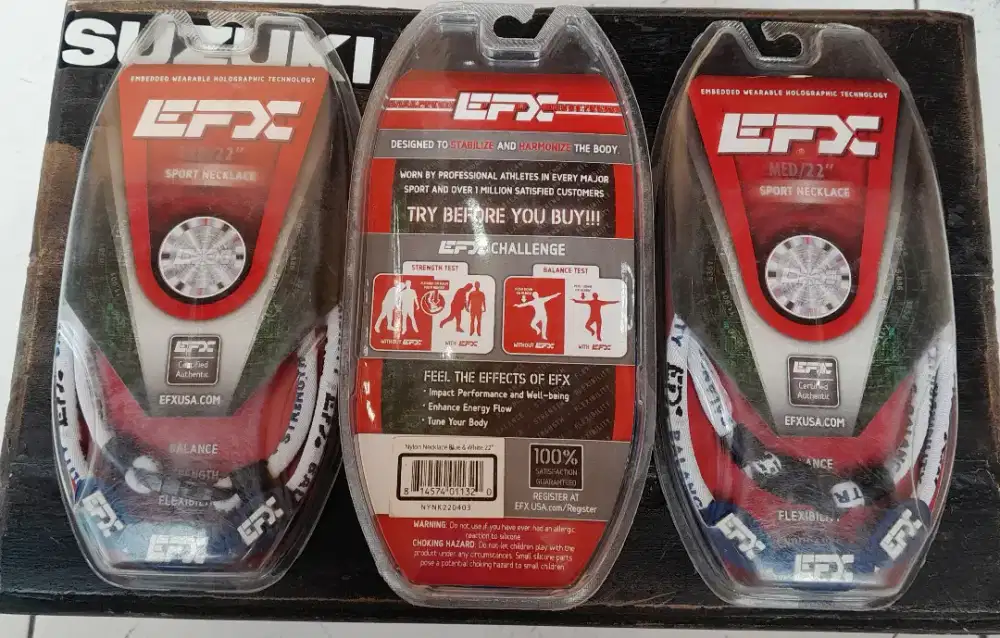 SUZUKI
EMBEDDED WEARABLE HOLOGRAPHIC TECHNOLOGY
EFX
MED/22"
SPORT NECKLACE
EFX
Certified
Authentic
EFXUSA.COM
BALANCE
STRENGTH
FLEXIBILITY
EFX
EFX
EFX
EFX
DESIGNED TO STABILIZE AND HARMONIZE THE BODY.
WORN BY PROFESSIONAL ATHLETES IN EVERY MAJOR
SPORT AND OVER 1 MILLION SATISFIED CUSTOMERS
TRY BEFORE YOU BUY!!!
EFX CHALLENGE
STRENGTH TEST
BALANCE TEST
WITHOUT EFX
WITH EFX
WITHOUT EFX
WITH EFX
FEEL THE EFFECTS OF EFX
· Impact Performance and Well-being
· Enhance Energy Flow
· Tune Your Body
Nylon Necklace Blue & White 22"
8 14574 01132 0
NYNK220403
100%
SATISFACTION
GUARANTEED
REGISTER AT
EFX USA.com/Register
WARNING: Do not use if you have ever had an allergic
reaction to silicone
CHOKING HAZARD: Do not let children play with the
product under any circumstances. Small silicone parts
pose a potential choking hazard to small children
EMBEDDED WEARABLE HOLOGRAPHIC TECHNOLOGY
EFX
MED/22"
SPORT NECKLACE
EFX
Certified
Authentic
EFXUSA.COM
FLEXIBILITY
EFX
EFX
EFX